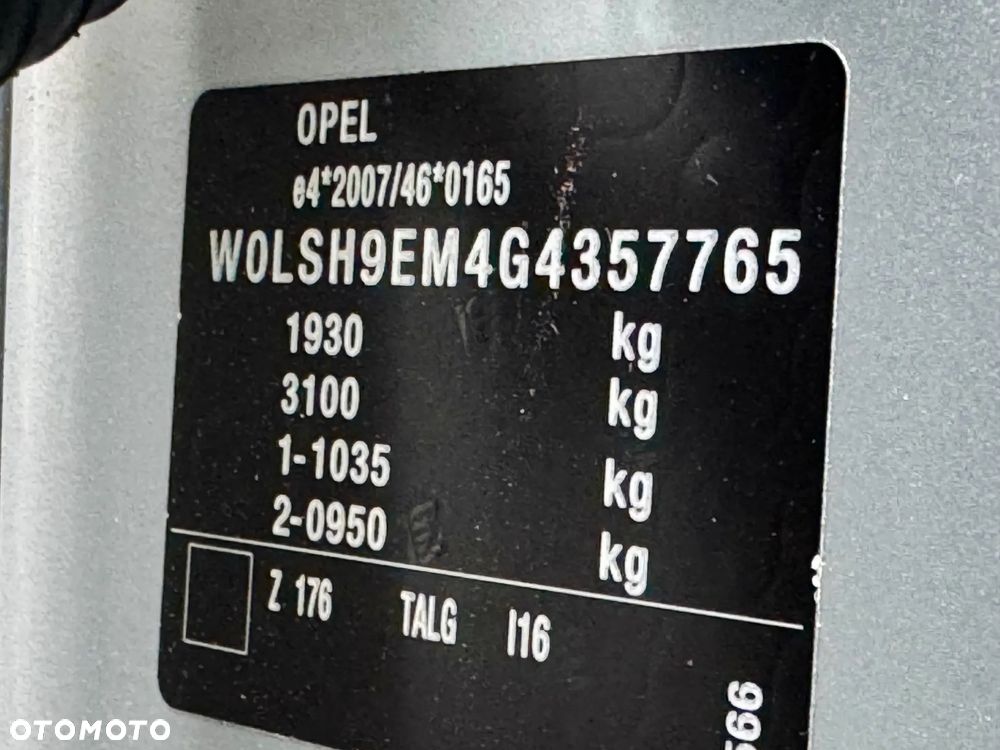 OPEL
e4*2007/46*0165
W0LSH9EM4G4357765
1930 kg
3100 kg
1-1035 kg
2-0950 kg
Z 176 TALG I16
566
OTOMOTO